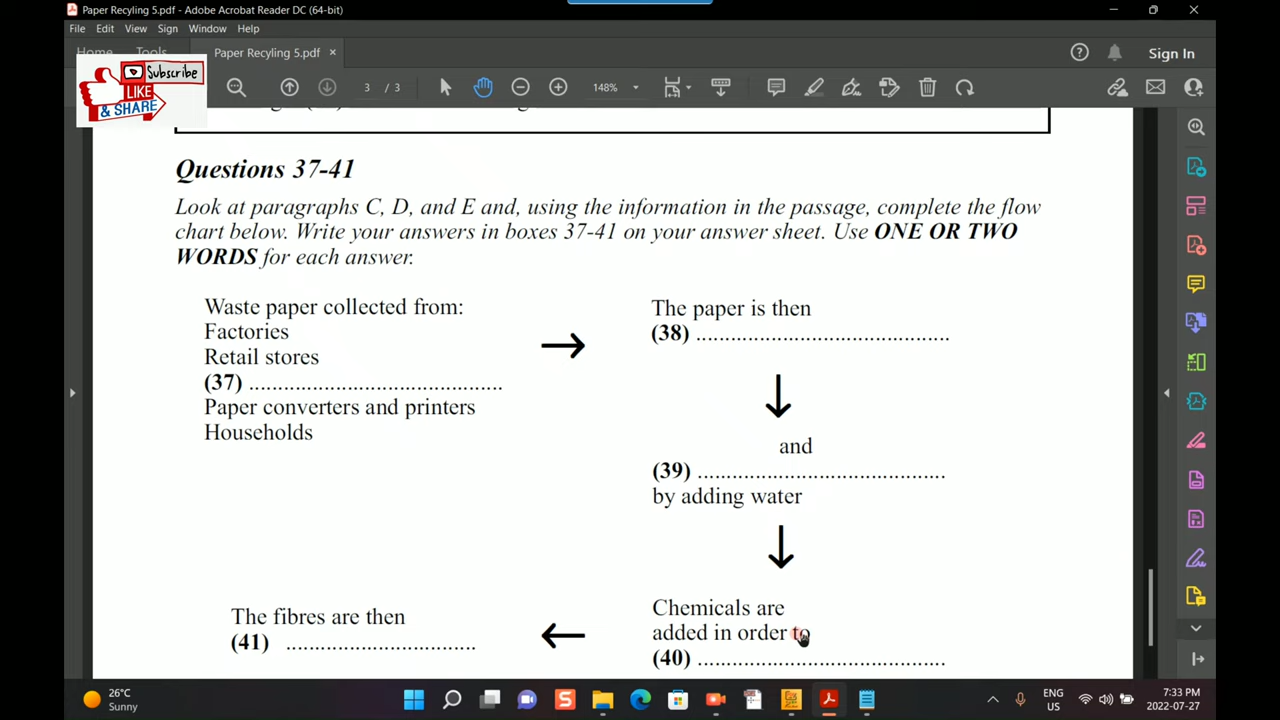 Paper Recyling 5.pdf - Adobe Acrobat Reader DC (64-bit)
File Edit View Sign Window Help
Home Tools Paper Recyling 5.pdf × Sign In
Subscribe
LIKE
& SHARE
3 / 3 148%
Questions 37-41
Look at paragraphs C, D, and E and, using the information in the passage, complete the flow
chart below. Write your answers in boxes 37-41 on your answer sheet. Use ONE OR TWO
WORDS for each answer.
Waste paper collected from:
Factories
Retail stores
(37) ............................................
Paper converters and printers
Households
The paper is then
(38) ............................................
and
(39) ...........................................
by adding water
Chemicals are
added in order to
(40) ...........................................
The fibres are then
(41) .................................
26°C
Sunny
ENG
US
7:33 PM
2022-07-27